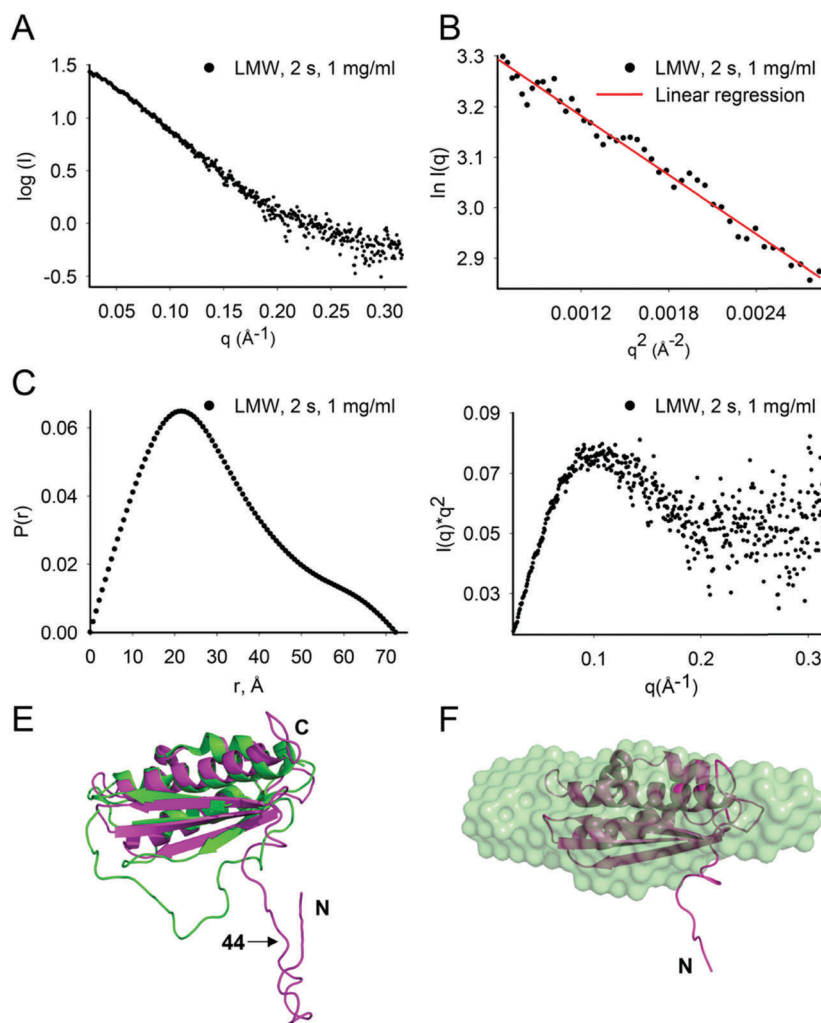 A
LMW, 2 s, 1 mg/ml
1.5
1.0
0.5
0.0
-0.5
log (I)
0.05 0.10 0.15 0.20 0.25 0.30
q (Å-1)
B
LMW, 2 s, 1 mg/ml
Linear regression
3.3
3.2
3.1
3.0
2.9
ln I(q)
0.0012 0.0018 0.0024
q2 (Å-2)
C
LMW, 2 s, 1 mg/ml
0.06
0.04
0.02
0.00
P(r)
0 10 20 30 40 50 60 70
r, Å
LMW, 2 s, 1 mg/ml
0.09
0.07
0.05
0.03
I(q)*q2
0.1 0.2 0.3
q(Å-1)
E
C
N
44
F
N